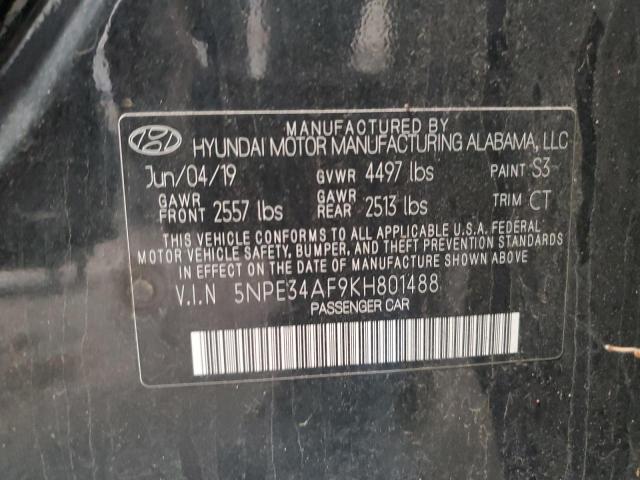 MANUFACTURED BY
HYUNDAI MOTOR MANUFACTURING ALABAMA, LLC
Jun/04/19 GVWR 4497 lbs PAINT S3
GAWR FRONT 2557 lbs GAWR REAR 2513 lbs TRIM CT
THIS VEHICLE CONFORMS TO ALL APPLICABLE U.S.A. FEDERAL
MOTOR VEHICLE SAFETY, BUMPER, AND THEFT PREVENTION STANDARDS
IN EFFECT ON THE DATE OF MANUFACTURE SHOWN ABOVE
V.I.N 5NPE34AF9KH801488
PASSENGER CAR